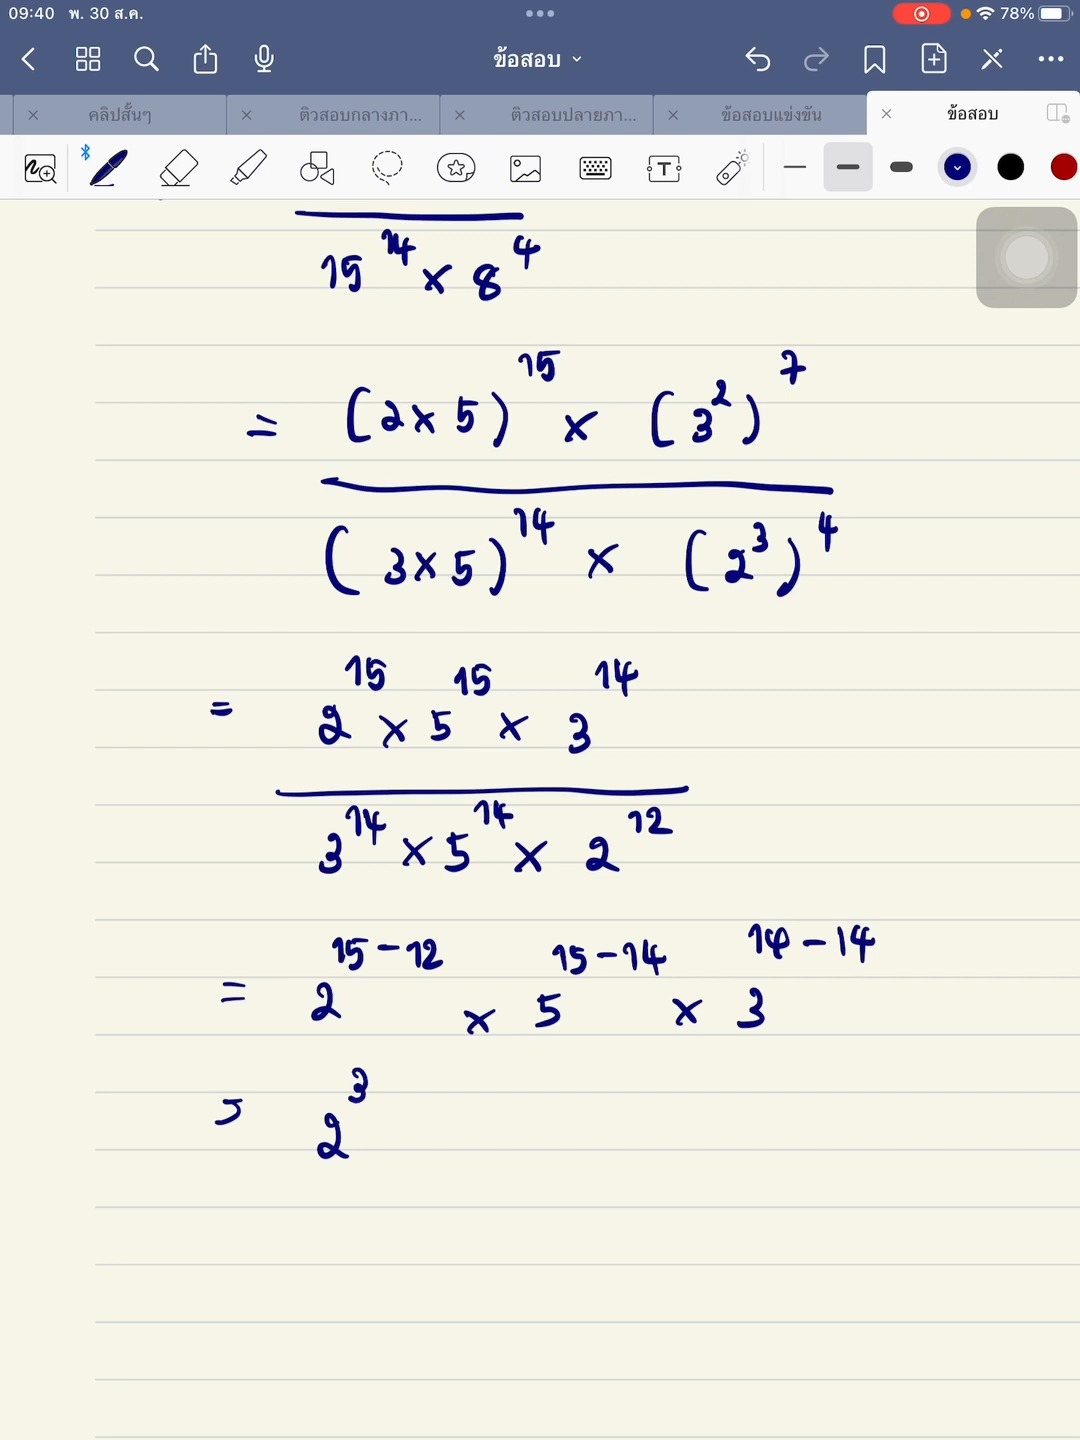 09:40 พ. 30 ส.ค. 78%
ข้อสอบ
คลิปสั้นๆ ติวสอบกลางภา... ติวสอบปลายภา... ข้อสอบแข่งขัน ข้อสอบ
15^14 × 8^4
= (2×5)^15 × (3^2)^7
(3×5)^14 × (2^3)^4
= 2^15 × 5^15 × 3^14
3^14 × 5^14 × 2^12
= 2^15-12 × 5^15-14 × 3^14-14
= 2^3